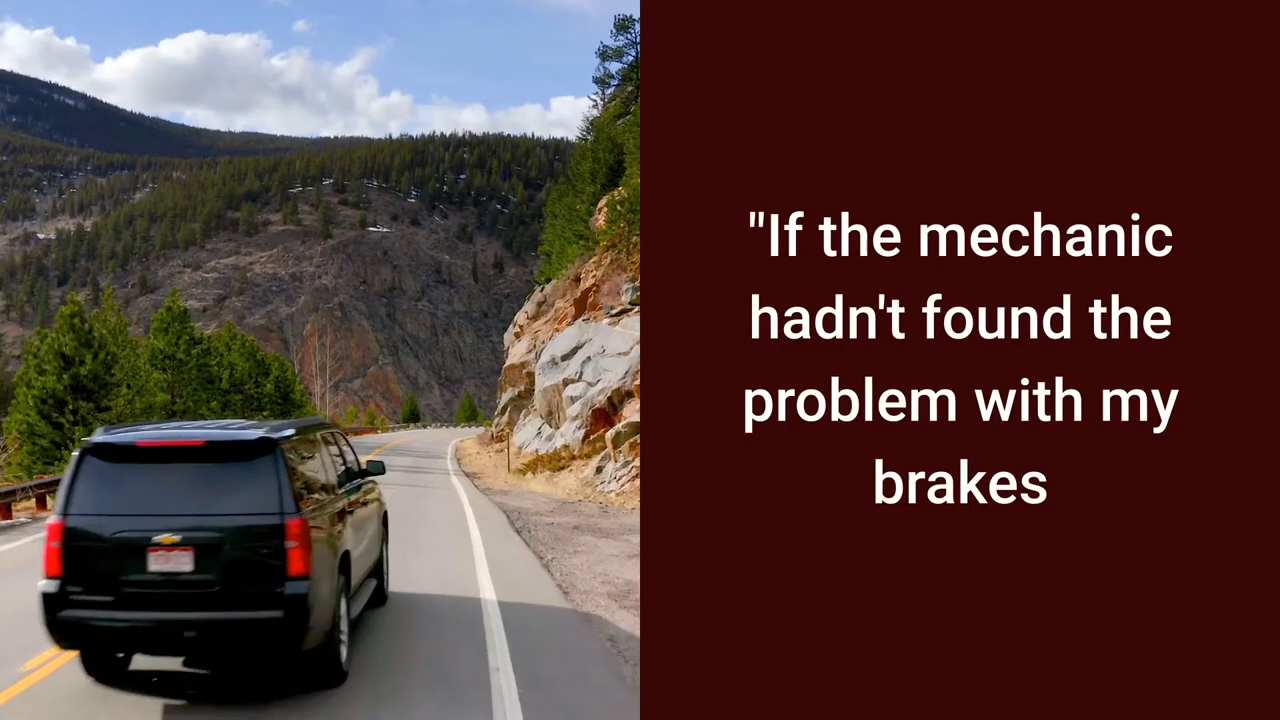 "If the mechanic
hadn't found the
problem with my
brakes